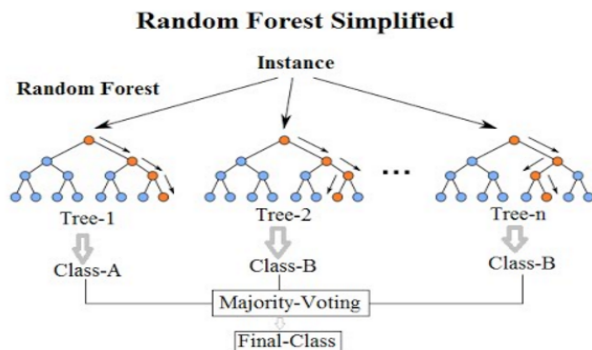 Random Forest Simplified
Instance
Random Forest
...
Tree-1
Tree-2
Tree-n
Class-A
Class-B
Class-B
Majority-Voting
Final-Class